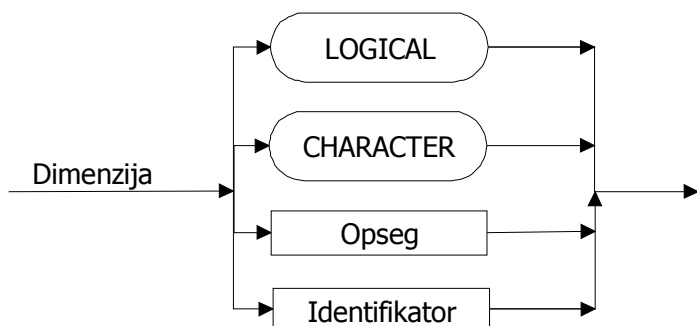 LOGICAL
CHARACTER
Dimenzija
Opseg
Identifikator